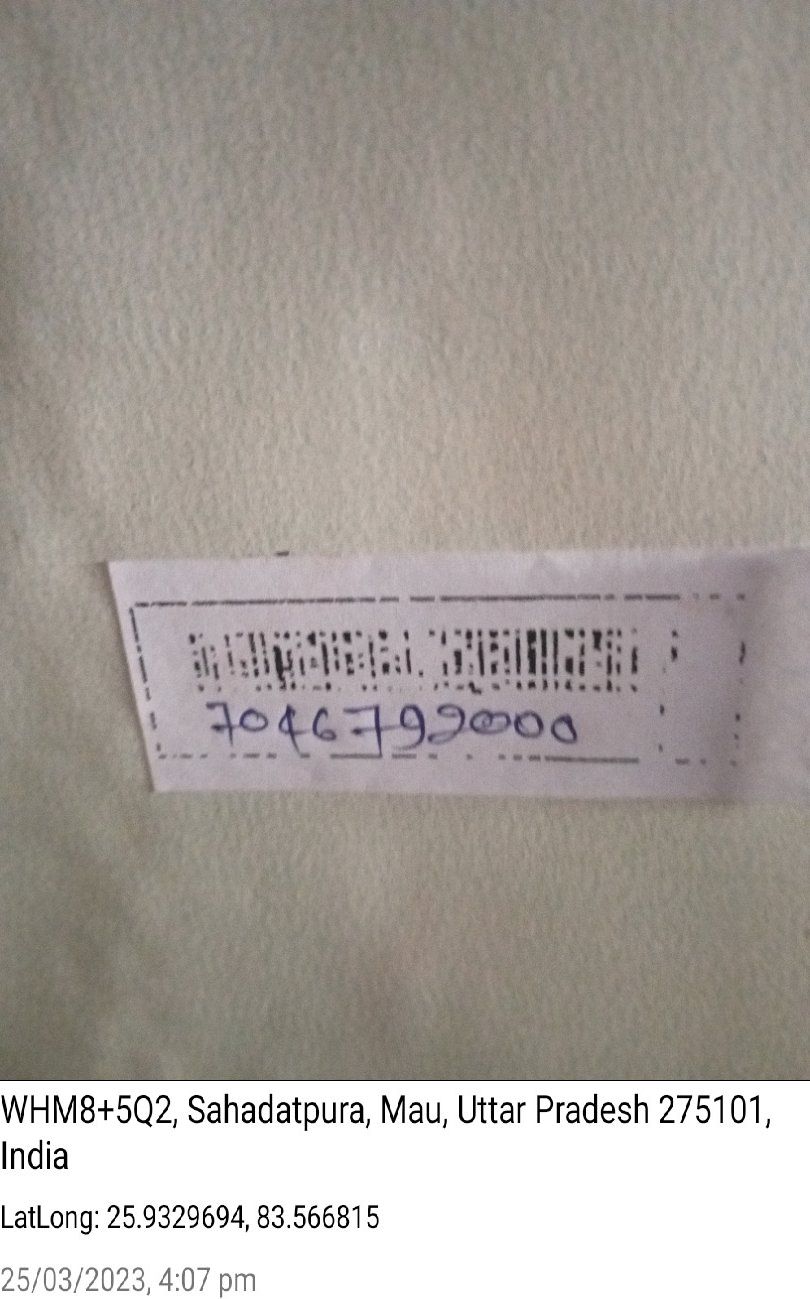 7046799000
WHM8+5Q2, Sahadatpura, Mau, Uttar Pradesh 275101,
India
LatLong: 25.9329694, 83.566815
25/03/2023, 4:07 pm